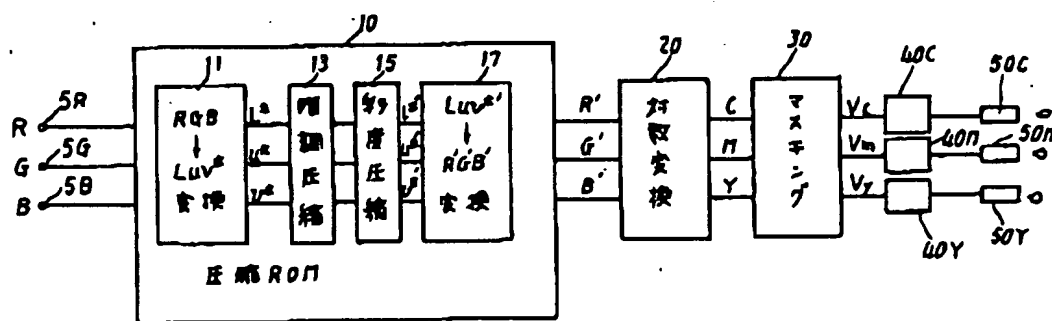 10
11
13
15
17
20
30
40C
50C
R
5R
G
5G
B
5B
RGB
↓
Luv*
変換
L*
u*
v*
階調圧縮
彩度圧縮
L*'
u*'
v*'
Luv*'
↓
R'G'B'
変換
圧縮ROM
R'
G'
B'
対数変換
C
M
Y
マスキング
Vc
Vm
Vy
40M
50M
40Y
50Y